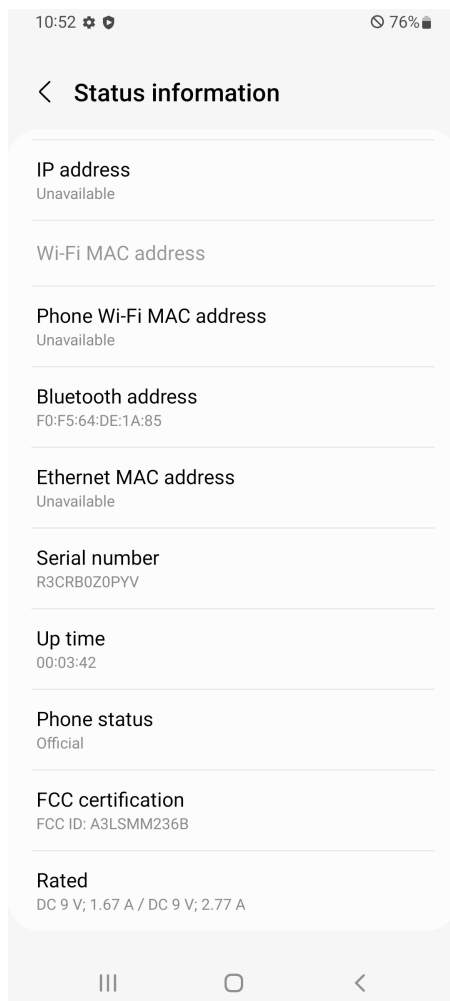 10:52
76%
Status information
IP address
Unavailable
Wi-Fi MAC address
Phone Wi-Fi MAC address
Unavailable
Bluetooth address
F0:F5:64:DE:1A:85
Ethernet MAC address
Unavailable
Serial number
R3CRB0Z0PYV
Up time
00:03:42
Phone status
Official
FCC certification
FCC ID: A3LSMM236B
Rated
DC 9 V; 1.67 A / DC 9 V; 2.77 A